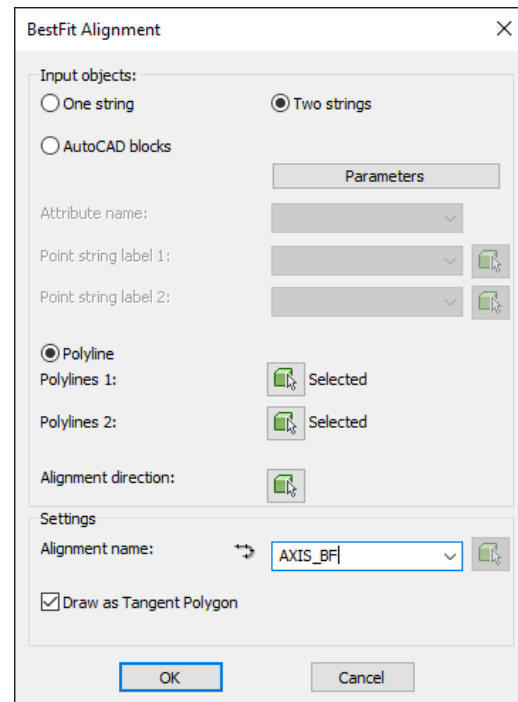 BestFit Alignment
Input objects:
One string Two strings
AutoCAD blocks
Parameters
Attribute name:
Point string label 1:
Point string label 2:
Polyline
Polylines 1: Selected
Polylines 2: Selected
Alignment direction:
Settings
Alignment name: AXIS_BF
Draw as Tangent Polygon
OK Cancel